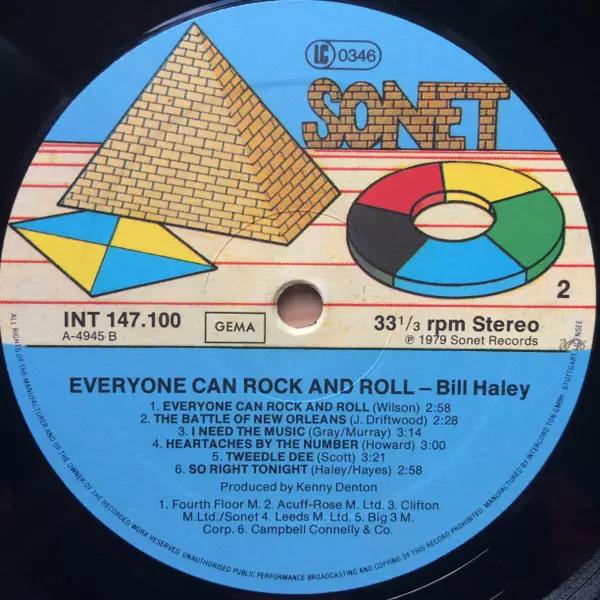 LC 0346
SONET
2
INT 147.100
A-4945 B
GEMA
33 1/3 rpm Stereo
℗ 1979 Sonet Records
EVERYONE CAN ROCK AND ROLL – Bill Haley
1. EVERYONE CAN ROCK AND ROLL (Wilson) 2:58
2. THE BATTLE OF NEW ORLEANS (J. Driftwood) 2:28
3. I NEED THE MUSIC (Gray/Murray) 3:14
4. HEARTACHES BY THE NUMBER (Howard) 3:00
5. TWEEDLE DEE (Scott) 3:21
6. SO RIGHT TONIGHT (Haley/Hayes) 2:58
Produced by Kenny Denton
1. Fourth Floor M. 2. Acuff-Rose M. Ltd. 3. Clifton
M.Ltd./Sonet 4. Leeds M. Ltd. 5. Big 3 M.
Corp. 6. Campbell Connelly & Co.
ALL RIGHTS OF THE MANUFACTURER AND OF THE OWNER OF THE RECORDED WORK RESERVED. UNAUTHORISED PUBLIC PERFORMANCE BROADCASTING AND COPYING OF THIS RECORD PROHIBITED. MANUFACTURED AND DISTRIBUTED BY INTERCORD TON GMBH, STUTTGART,